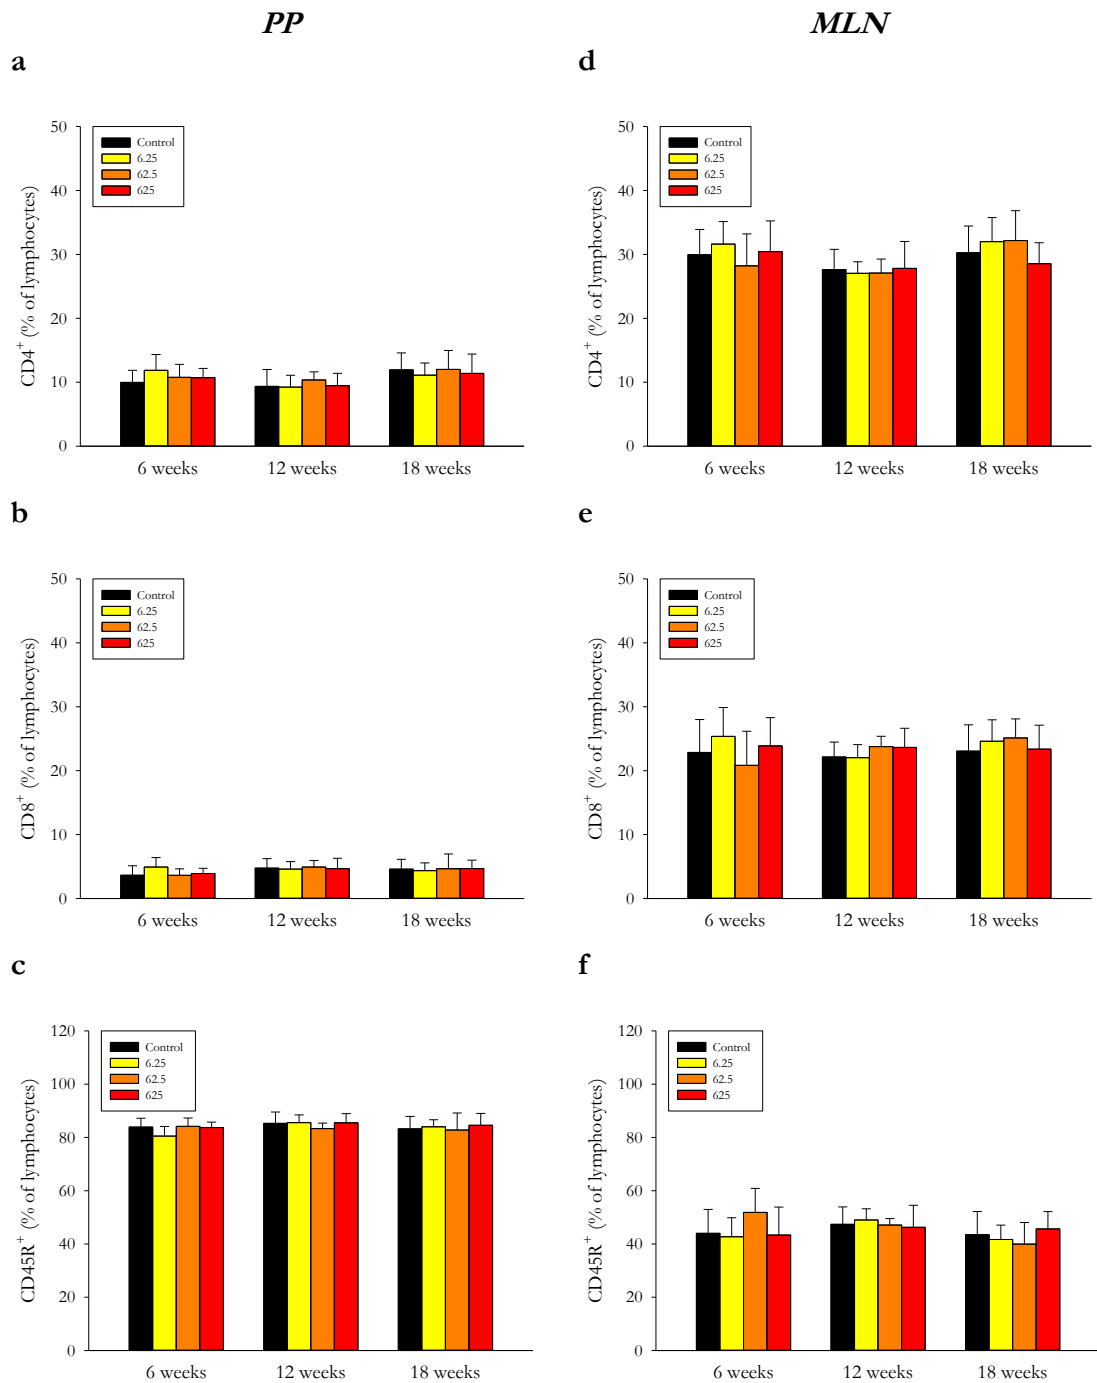 PP
MLN
a
50
40
30
20
10
0
CD4+ (% of lymphocytes)
Control
6.25
62.5
625
6 weeks
12 weeks
18 weeks
d
50
40
30
20
10
0
CD4+ (% of lymphocytes)
Control
6.25
62.5
625
6 weeks
12 weeks
18 weeks
b
50
40
30
20
10
0
CD8+ (% of lymphocytes)
Control
6.25
62.5
625
6 weeks
12 weeks
18 weeks
e
50
40
30
20
10
0
CD8+ (% of lymphocytes)
Control
6.25
62.5
625
6 weeks
12 weeks
18 weeks
c
120
100
80
60
40
20
0
CD45R+ (% of lymphocytes)
Control
6.25
62.5
625
6 weeks
12 weeks
18 weeks
f
120
100
80
60
40
20
0
CD45R+ (% of lymphocytes)
Control
6.25
62.5
625
6 weeks
12 weeks
18 weeks